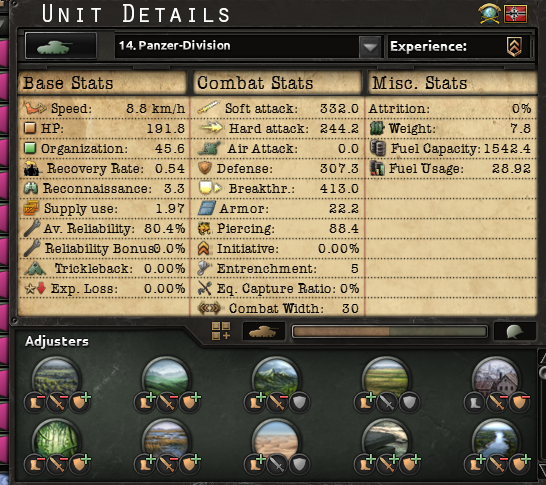 Unit Details
14. Panzer-Division
Experience:
Base Stats
Combat Stats
Misc. Stats
Speed: 8.8 km/h
Soft attack: 332.0
Attrition: 0%
HP: 191.8
Hard attack: 244.2
Weight: 7.8
Organization: 45.6
Air Attack: 0.0
Fuel Capacity: 1542.4
Recovery Rate: 0.54
Defense: 307.3
Fuel Usage: 28.92
Reconnaissance: 3.3
Breakthr.: 413.0
Supply use: 1.97
Armor: 22.2
Av. Reliability: 80.4%
Piercing: 88.4
Reliability Bonus0.0%
Initiative: 0.00%
Trickleback: 0.00%
Entrenchment: 5
Exp. Loss: 0.00%
Eq. Capture Ratio: 0%
Combat Width: 30
Adjusters